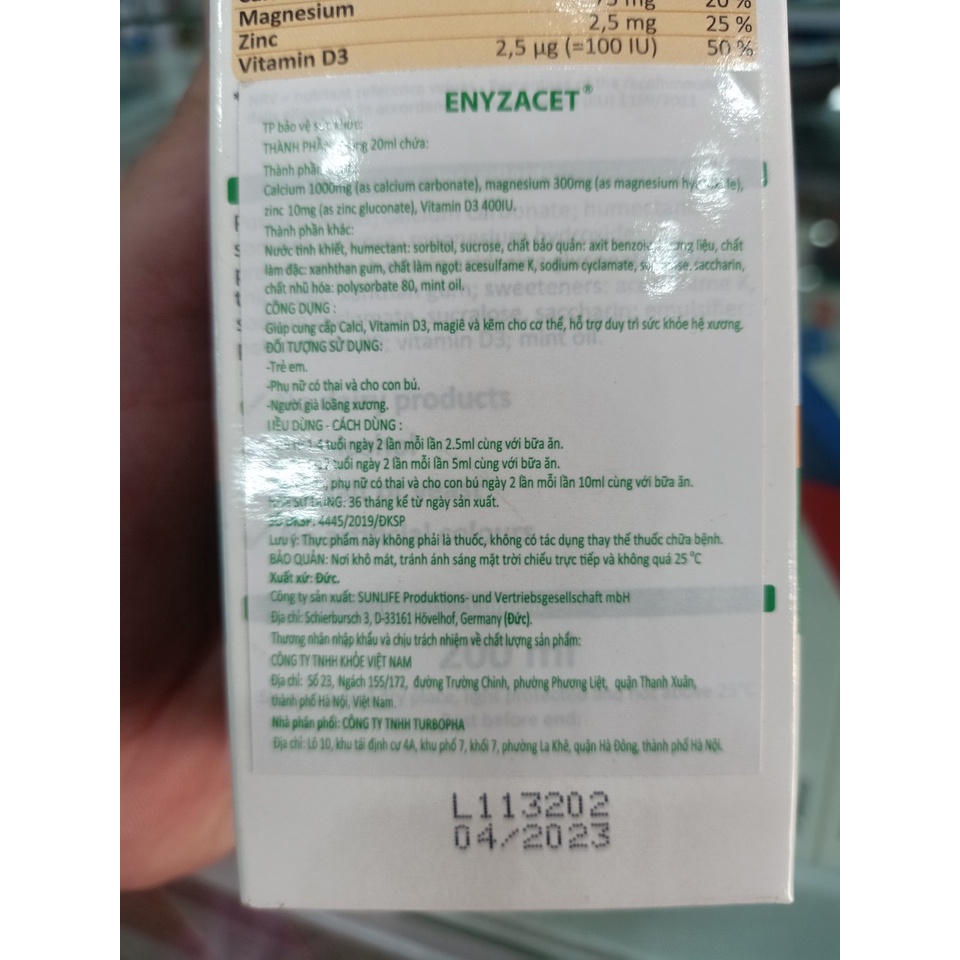 Magnesium 20 %
Zinc 2,5 mg 25 %
Vitamin D3 2,5 µg (=100 IU) 50 %
ENYZACET®
TP bảo vệ sức khỏe:
THÀNH PHẦN: 20ml chứa:
Thành phần
Calcium 1000mg (as calcium carbonate), magnesium 300mg (as magnesium
zinc 10mg (as zinc gluconate), Vitamin D3 400IU.
Thành phần khác:
Nước tinh khiết, humectant: sorbitol, sucrose, chất bảo quản: axit liệu, chất
làm đặc: xanhthan gum, chất làm ngọt: acesulfame K, sodium cyclamate, saccharin,
chất nhũ hóa: polysorbate 80, mint oil.
CÔNG DỤNG :
Giúp cung cấp Calci, Vitamin D3, magiê và kẽm cho cơ thể, hỗ trợ duy trì sức khỏe hệ xương.
ĐỐI TƯỢNG SỬ DỤNG:
-Trẻ em.
-Phụ nữ có thai và cho con bú.
-Người già loãng xương.
LIỀU DÙNG - CÁCH DÙNG :
1-4 tuổi ngày 2 lần mỗi lần 2.5ml cùng với bữa ăn.
tuổi ngày 2 lần mỗi lần 5ml cùng với bữa ăn.
phụ nữ có thai và cho con bú ngày 2 lần mỗi lần 10ml cùng với bữa ăn.
HẠN SỬ DỤNG: 36 tháng kể từ ngày sản xuất.
SỐ ĐKSP: 4445/2019/ĐKSP
Lưu ý: Thực phẩm này không phải là thuốc, không có tác dụng thay thế thuốc chữa bệnh.
BẢO QUẢN: Nơi khô mát, tránh ánh sáng mặt trời chiếu trực tiếp và không quá 25 °C
Xuất xứ: Đức.
Công ty sản xuất: SUNLIFE Produktions- und Vertriebsgesellschaft mbH
Địa chỉ: Schierbursch 3, D-33161 Hövelhof, Germany (Đức).
Thương nhân nhập khẩu và chịu trách nhiệm về chất lượng sản phẩm:
CÔNG TY TNHH KHỎE VIỆT NAM
Địa chỉ: Số 23, Ngách 155/172, đường Trường Chinh, phường Phương Liệt, quận Thanh Xuân,
thành phố Hà Nội, Việt Nam.
Nhà phân phối: CÔNG TY TNHH TURBOPHA
Địa chỉ: Lô 10, khu tái định cư 4A, khu phố 7, khối 7, phường La Khê, quận Hà Đông, thành phố Hà Nội.
L113202
04/2023